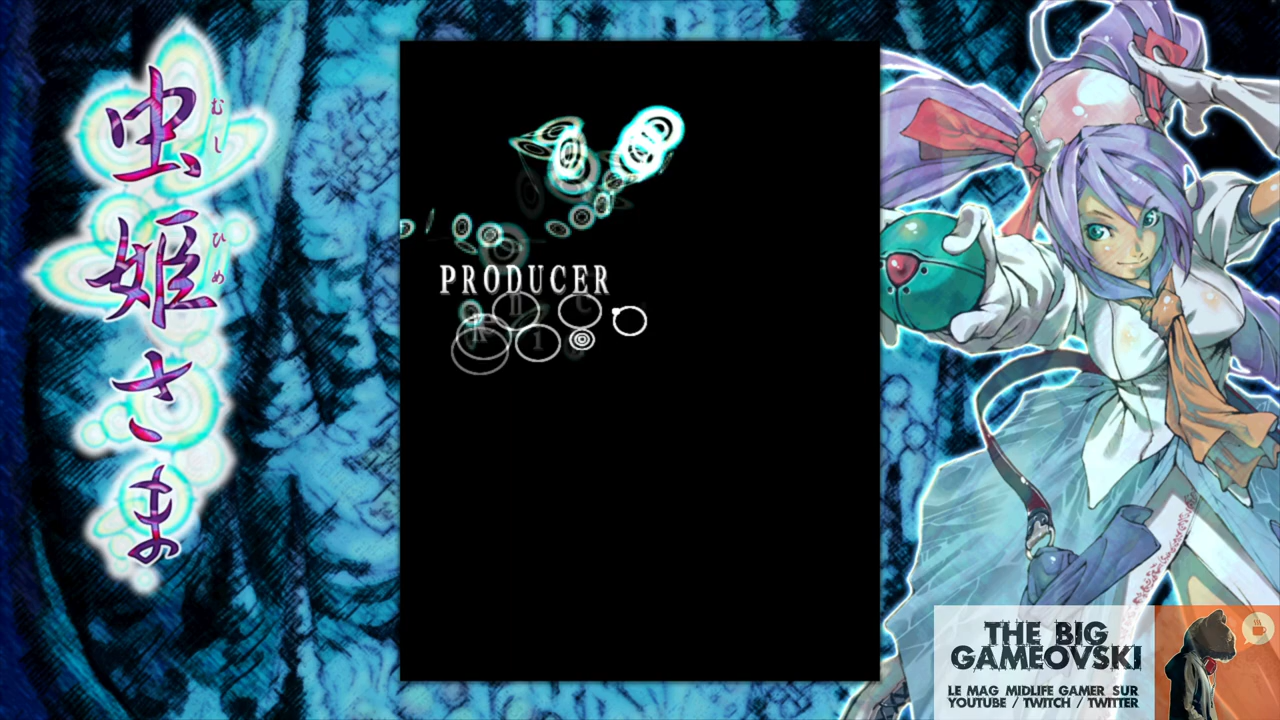 虫姫さま
むし
ひめ
PRODUCER
THE BIG
GAMEOVSKI
LE MAG MIDLIFE GAMER SUR
YOUTUBE / TWITCH / TWITTER